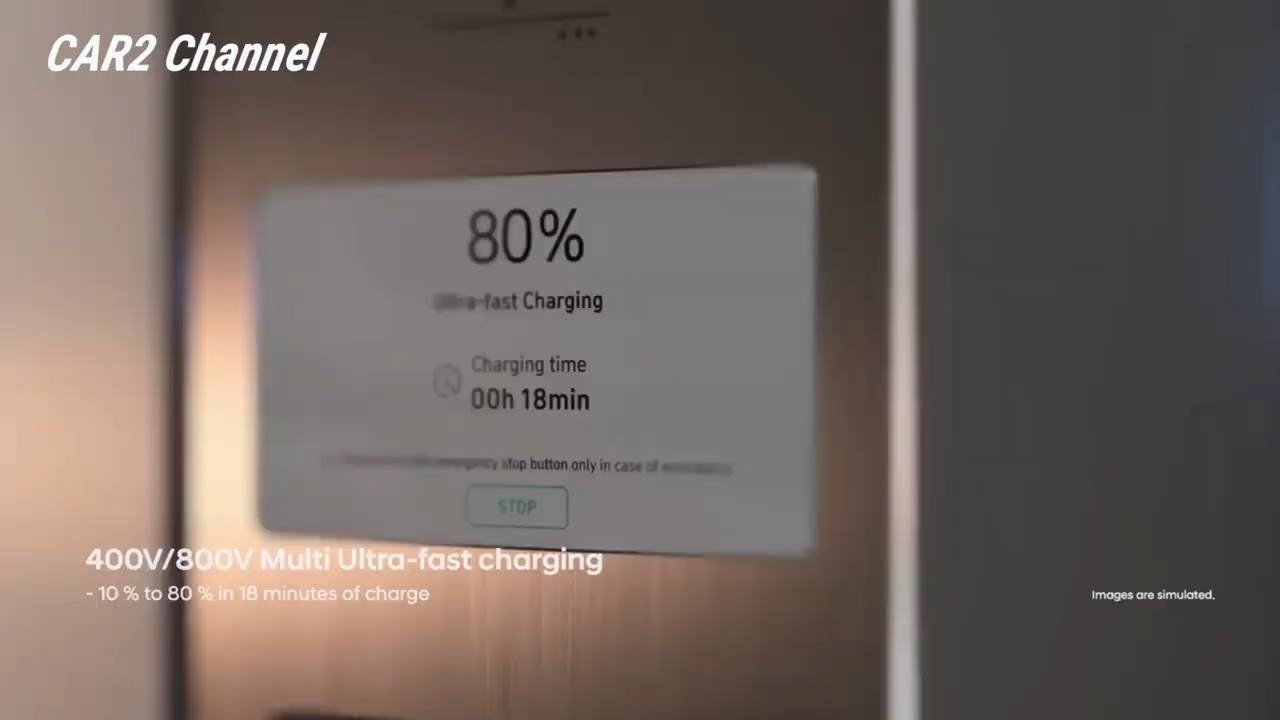 CAR2 Channel
80%
Ultra-fast Charging
Charging time
00h 18min
emergency stop button only in case of
STOP
400V/800V Multi Ultra-fast charging
- 10 % to 80 % in 18 minutes of charge
Images are simulated.